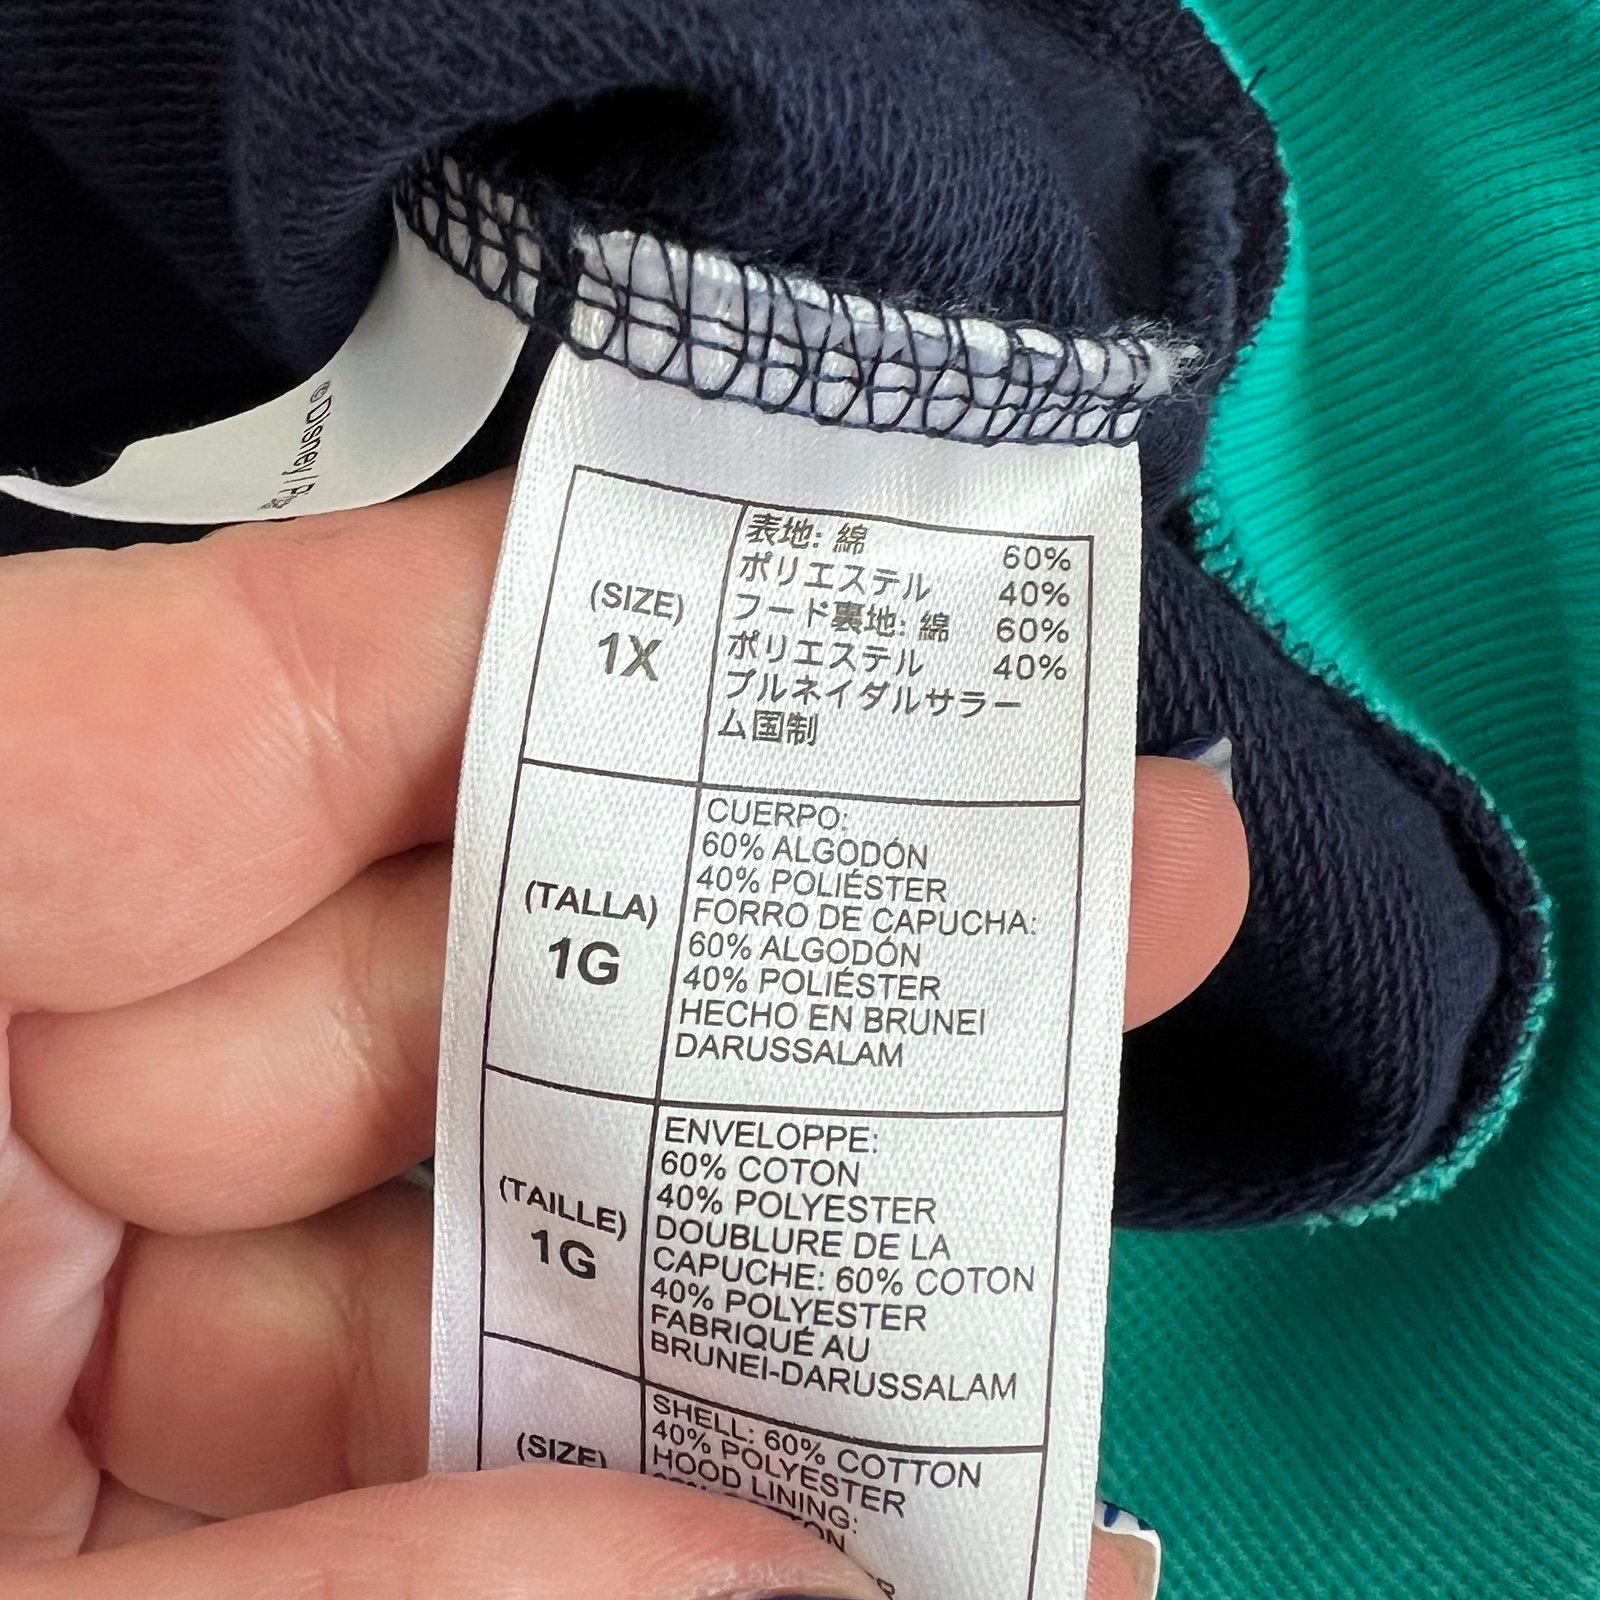 ©Disney/
(SIZE)
1X
表地: 綿 60%
ポリエステル 40%
フード裏地: 綿 60%
ポリエステル 40%
ブルネイダルサラー
ム国制
(TALLA)
1G
CUERPO:
60% ALGODÓN
40% POLIÉSTER
FORRO DE CAPUCHA:
60% ALGODÓN
40% POLIÉSTER
HECHO EN BRUNEI
DARUSSALAM
(TAILLE)
1G
ENVELOPPE:
60% COTON
40% POLYESTER
DOUBLURE DE LA
CAPUCHE: 60% COTON
40% POLYESTER
FABRIQUÉ AU
BRUNEI-DARUSSALAM
(SIZE)
SHELL: 60% COTTON
40% POLYESTER
HOOD LINING: